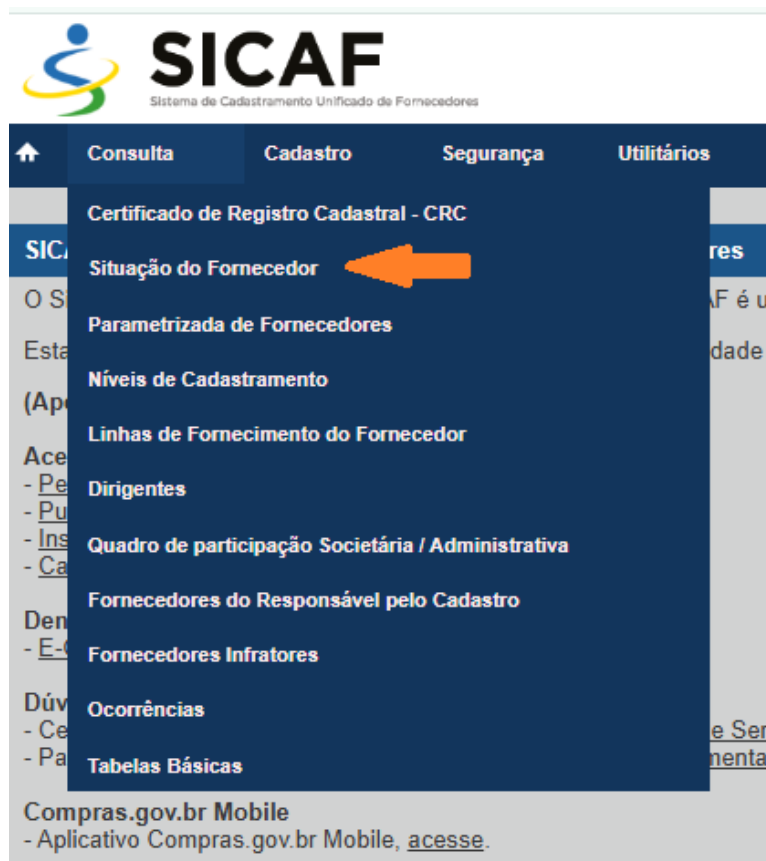 SICAF
Sistema de Cadastramento Unificado de Fornecedores
Consulta Cadastro Segurança Utilitários
Certificado de Registro Cadastral - CRC
Situação do Fornecedor
Parametrizada de Fornecedores
Níveis de Cadastramento
Linhas de Fornecimento do Fornecedor
Dirigentes
Quadro de participação Societária / Administrativa
Fornecedores do Responsável pelo Cadastro
Fornecedores Infratores
Ocorrências
Tabelas Básicas
Compras.gov.br Mobile
- Aplicativo Compras.gov.br Mobile, acesse.